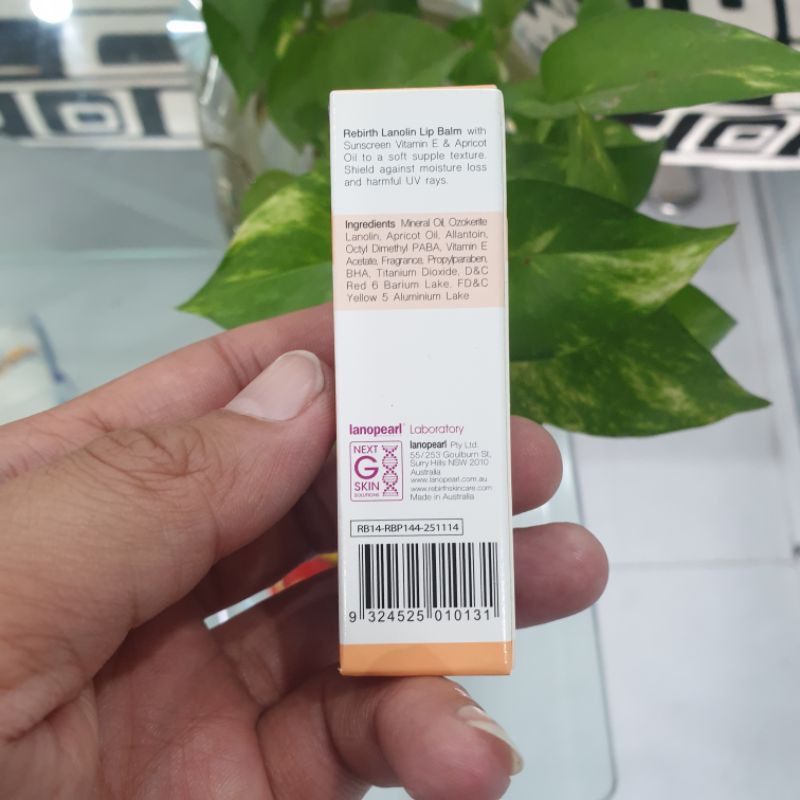 Rebirth Lanolin Lip Balm with
Sunscreen Vitamin E & Apricot
Oil to a soft supple texture.
Shield against moisture loss
and harmful UV rays.
Ingredients Mineral Oil, Ozokerite
Lanolin, Apricot Oil, Allantoin,
Octyl Dimethyl PABA, Vitamin E
Acetate, Fragrance, Propylparaben,
BHA, Titanium Dioxide, D&C
Red 6 Barium Lake, FD&C
Yellow 5 Aluminium Lake
lanopearl Laboratory
NEXT
G
SKIN
SOLUTIONS
lanopearl Pty Ltd.
55/253 Goulburn St,
Surry Hills NSW 2010
Australia
www.lanopearl.com.au
www.rebirthskincare.com
Made in Australia
RB14-RBP144-251114
9 324525 010131